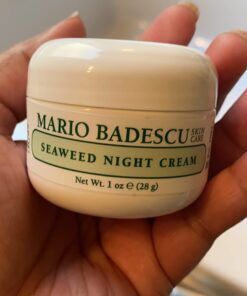 MARIO BADESCU SKIN CARE
SEAWEED NIGHT CREAM
Net Wt. 1 oz ℮ (28 g)